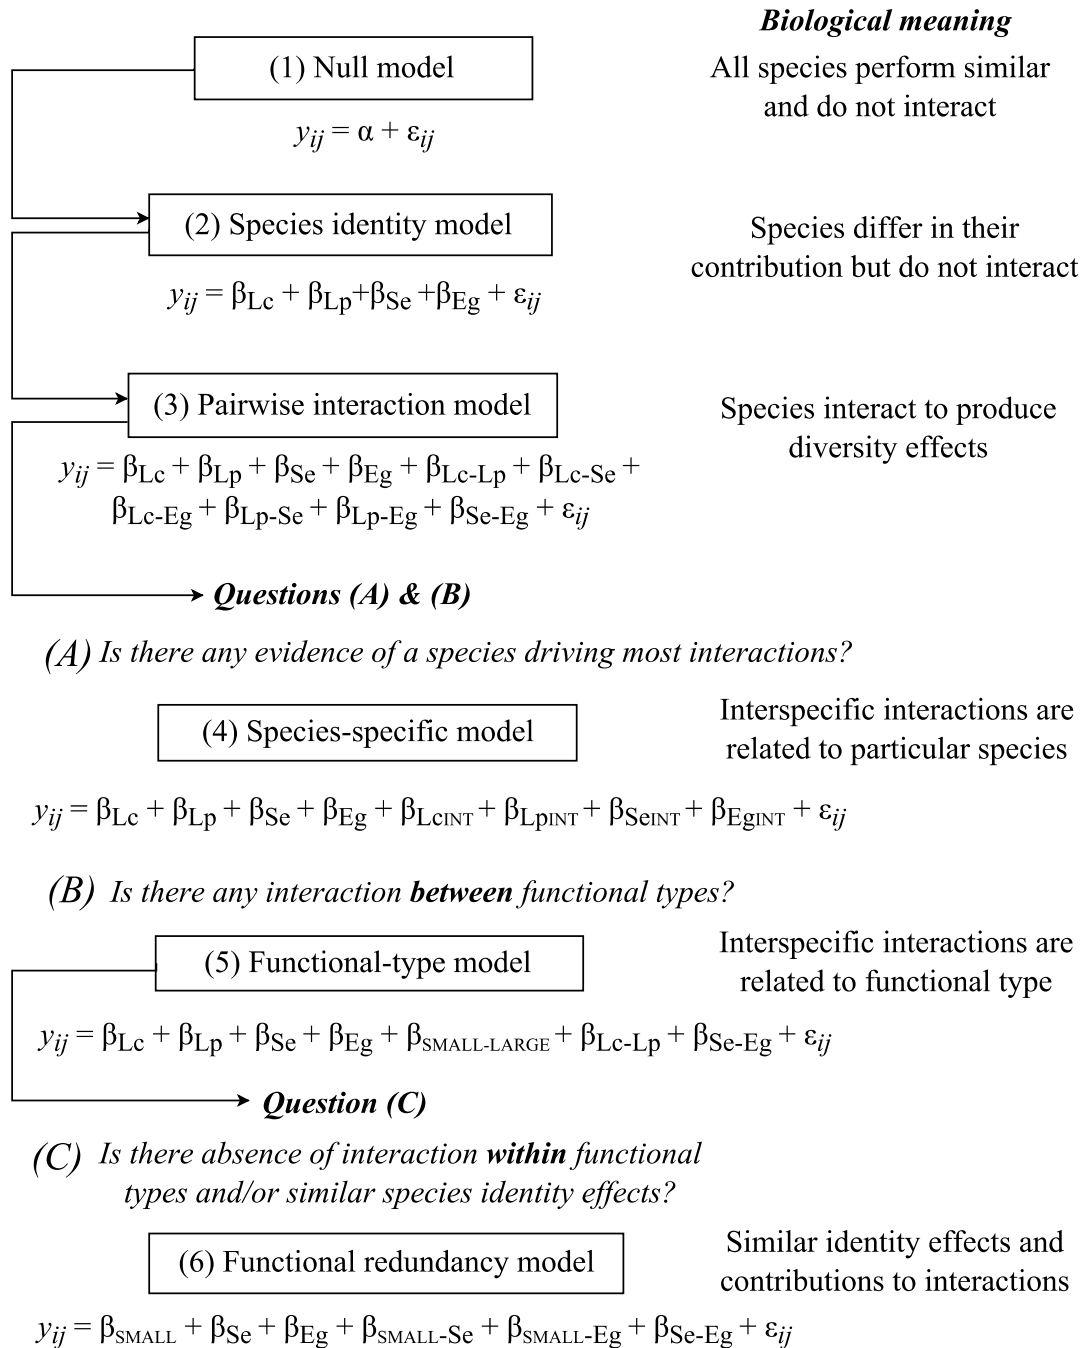 Biological meaning
(1) Null model
All species perform similar
and do not interact
yij = α + εij
(2) Species identity model
Species differ in their
contribution but do not interact
yij = βLc + βLp+βSe +βEg + εij
(3) Pairwise interaction model
Species interact to produce
diversity effects
yij = βLc + βLp + βSe + βEg + βLc-Lp + βLc-Se +
βLc-Eg + βLp-Se + βLp-Eg + βSe-Eg + εij
Questions (A) & (B)
(A) Is there any evidence of a species driving most interactions?
(4) Species-specific model
Interspecific interactions are
related to particular species
yij = βLc + βLp + βSe + βEg + βLcINT + βLpINT + βSeINT + βEgINT + εij
(B) Is there any interaction between functional types?
(5) Functional-type model
Interspecific interactions are
related to functional type
yij = βLc + βLp + βSe + βEg + βSMALL-LARGE + βLc-Lp + βSe-Eg + εij
Question (C)
(C) Is there absence of interaction within functional
types and/or similar species identity effects?
(6) Functional redundancy model
Similar identity effects and
contributions to interactions
yij = βSMALL + βSe + βEg + βSMALL-Se + βSMALL-Eg + βSe-Eg + εij